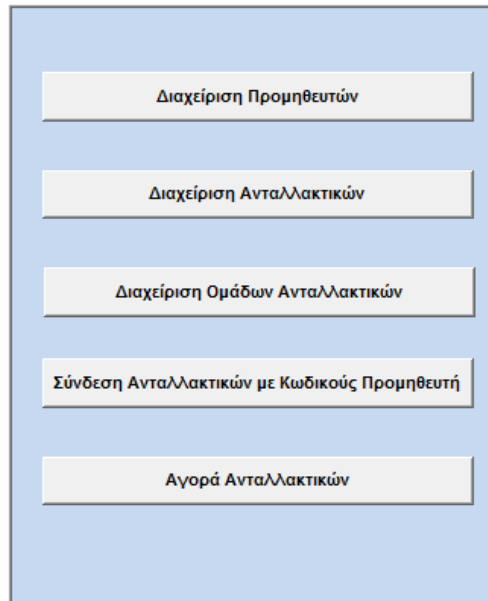 Διαχείριση Προμηθευτών
Διαχείριση Ανταλλακτικών
Διαχείριση Ομάδων Ανταλλακτικών
Σύνδεση Ανταλλακτικών με Κωδικούς Προμηθευτή
Αγορά Ανταλλακτικών